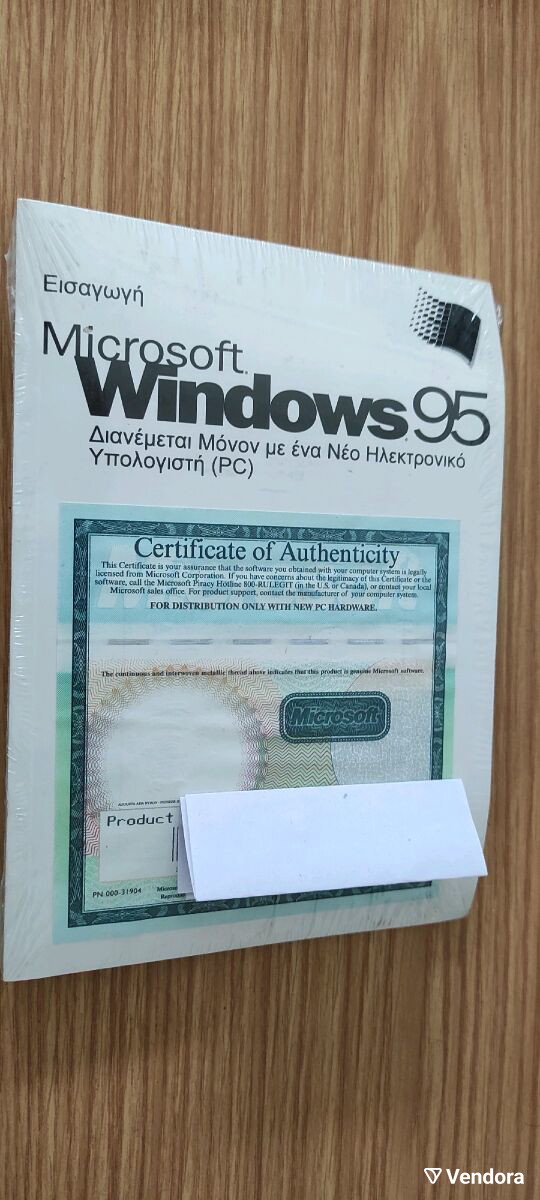 Εισαγωγή
Microsoft
Windows 95
Διανέμεται Μόνον με ένα Νέο Ηλεκτρονικό
Υπολογιστή (PC)
Certificate of Authenticity
This Certificate is your assurance that the software you obtained with your computer system is legally
licensed from Microsoft Corporation. If you have concerns about the legitimacy of this Certificate or the
software, call the Microsoft Piracy Hotline 800-RULEGIT (in the U.S. or Canada), or contact your local
Microsoft sales office. For product support, contact the manufacturer of your computer system.
FOR DISTRIBUTION ONLY WITH NEW PC HARDWARE.
The continuous and interwoven metallic thread above indicates that this product is genuine Microsoft software.
Microsoft
Product
PN 000-31904
Vendora